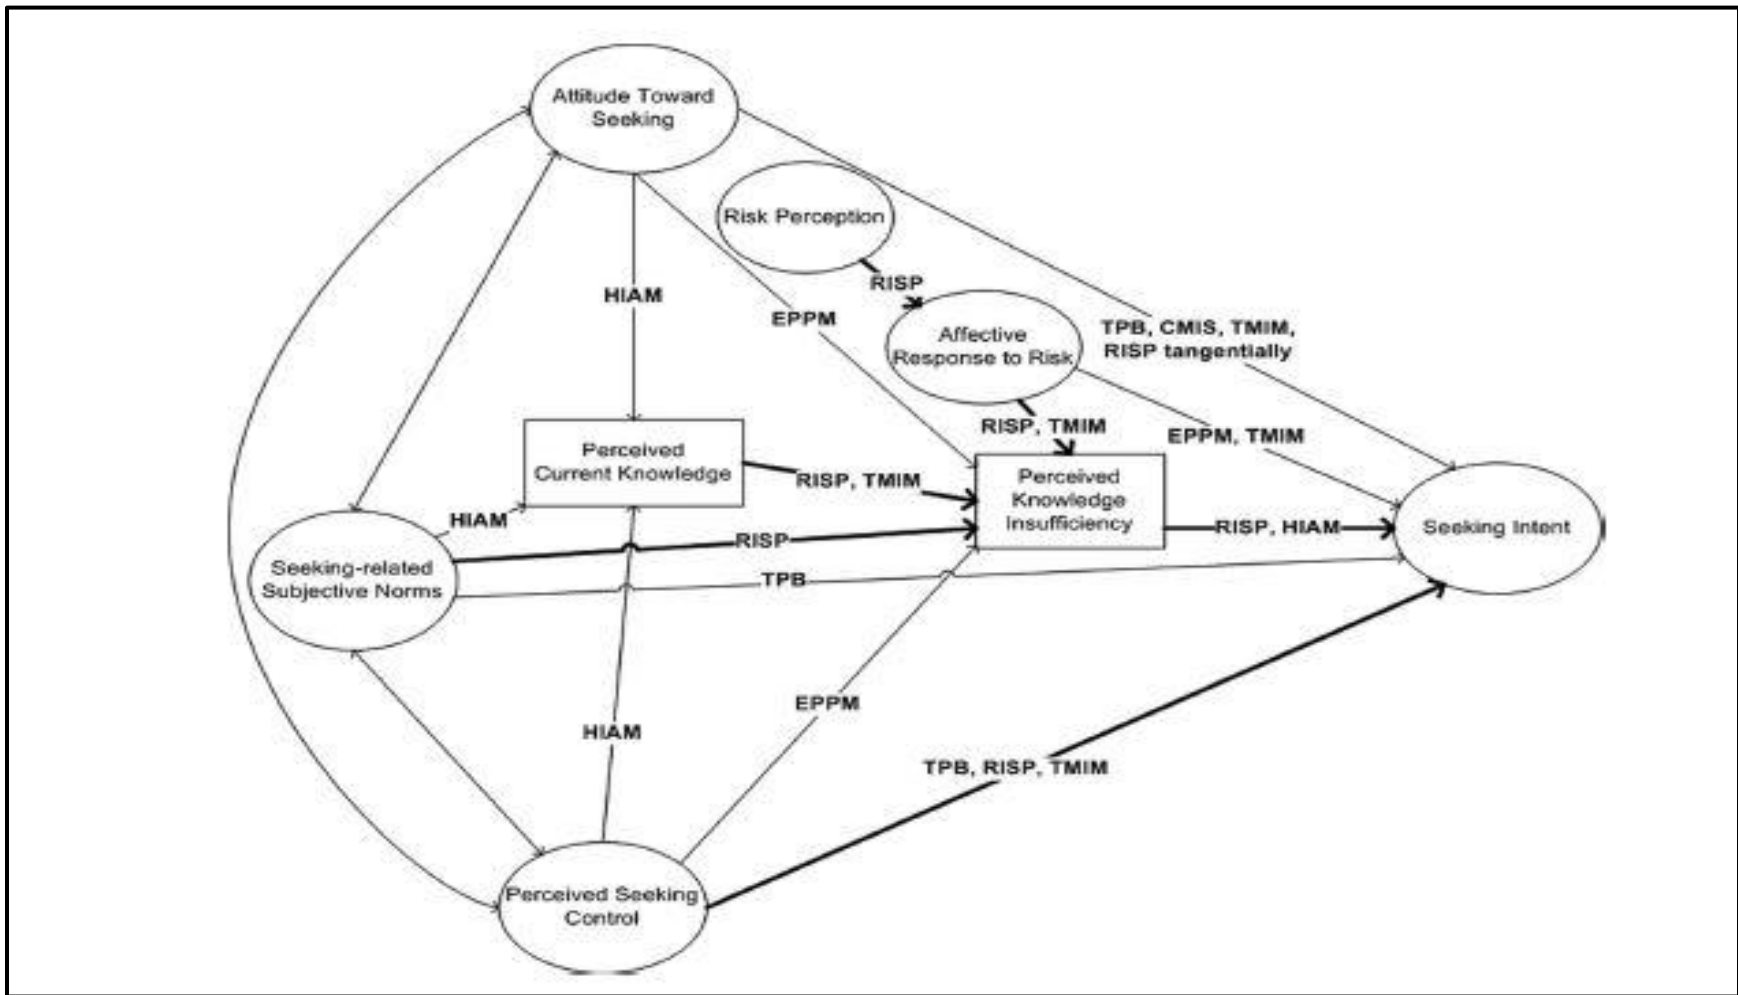 Attitude Toward
Seeking
Risk Perception
RISP
HIAM
EPPM
Affective
Response to Risk
TPB, CMIS, TMIM,
RISP tangentially
RISP, TMIM
EPPM, TMIM
Perceived
Current Knowledge
RISP, TMIM
Perceived
Knowledge
Insufficiency
HIAM
RISP
RISP, HIAM
Seeking Intent
Seeking-related
Subjective Norms
TPB
EPPM
HIAM
TPB, RISP, TMIM
Perceived Seeking
Control